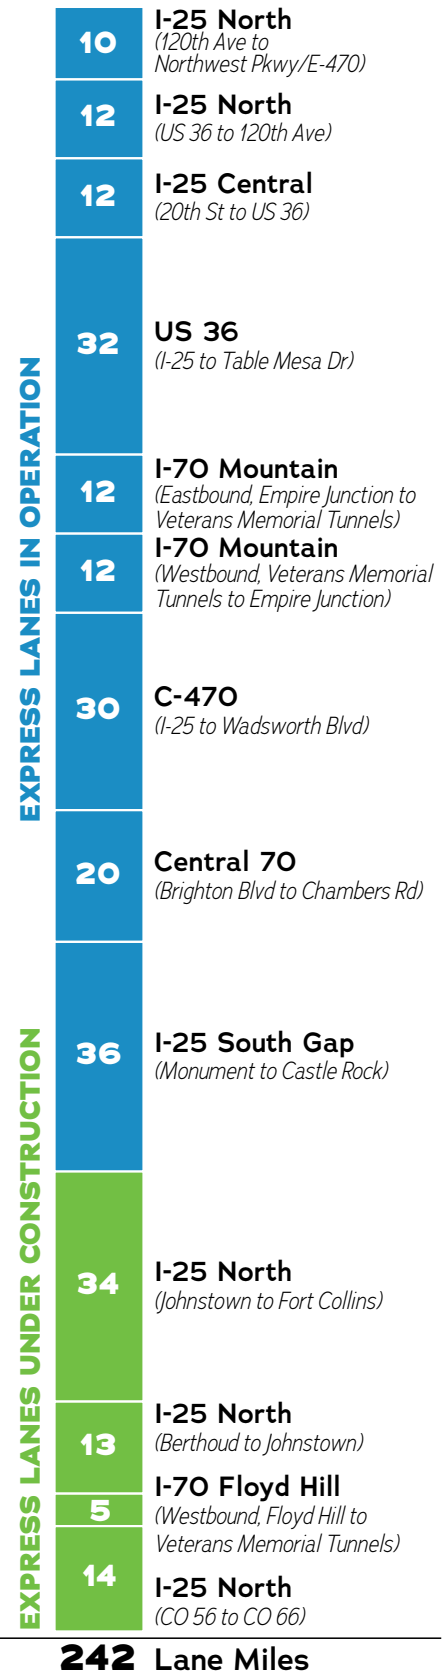 EXPRESS LANES IN OPERATION
10 I-25 North
(120th Ave to
Northwest Pkwy/E-470)
12 I-25 North
(US 36 to 120th Ave)
12 I-25 Central
(20th St to US 36)
32 US 36
(I-25 to Table Mesa Dr)
12 I-70 Mountain
(Eastbound, Empire Junction to
Veterans Memorial Tunnels)
12 I-70 Mountain
(Westbound, Veterans Memorial
Tunnels to Empire Junction)
30 C-470
(I-25 to Wadsworth Blvd)
20 Central 70
(Brighton Blvd to Chambers Rd)
36 I-25 South Gap
(Monument to Castle Rock)
EXPRESS LANES UNDER CONSTRUCTION
34 I-25 North
(Johnstown to Fort Collins)
13 I-25 North
(Berthoud to Johnstown)
5 I-70 Floyd Hill
(Westbound, Floyd Hill to
Veterans Memorial Tunnels)
14 I-25 North
(CO 56 to CO 66)
242 Lane Miles